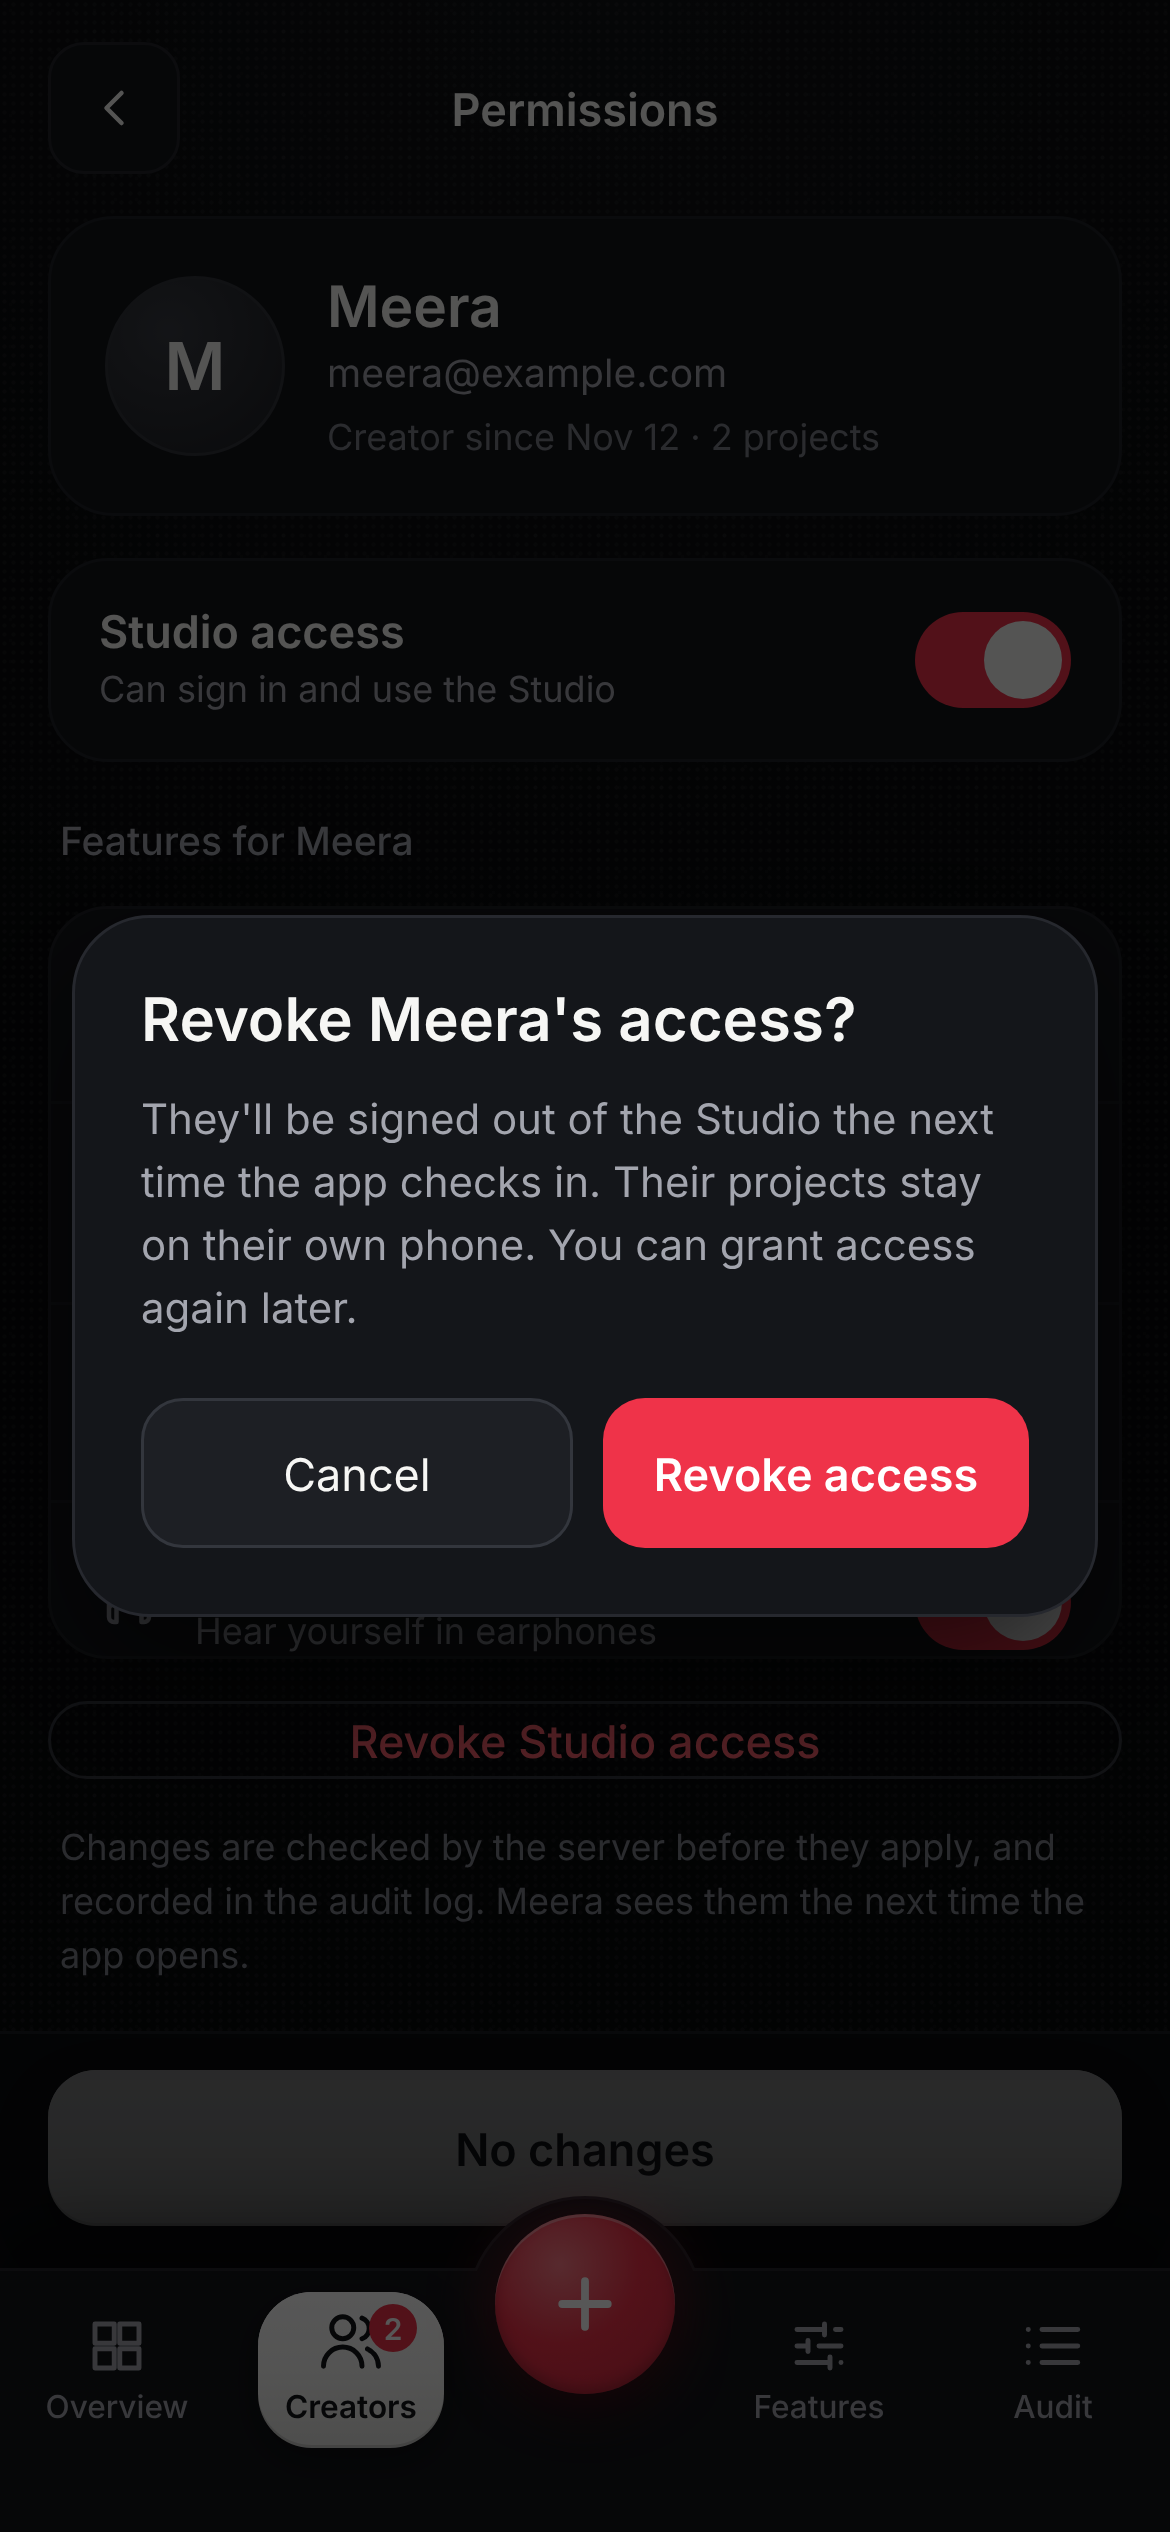 Permissions
M
Meera
meera@example.com
Creator since Nov 12 · 2 projects
Studio access
Can sign in and use the Studio
Features for Meera
Revoke Meera's access?
They'll be signed out of the Studio the next
time the app checks in. Their projects stay
on their own phone. You can grant access
again later.
Cancel
Revoke access
Hear yourself in earphones
Revoke Studio access
Changes are checked by the server before they apply, and
recorded in the audit log. Meera sees them the next time the
app opens.
No changes
2
Overview
Creators
Features
Audit